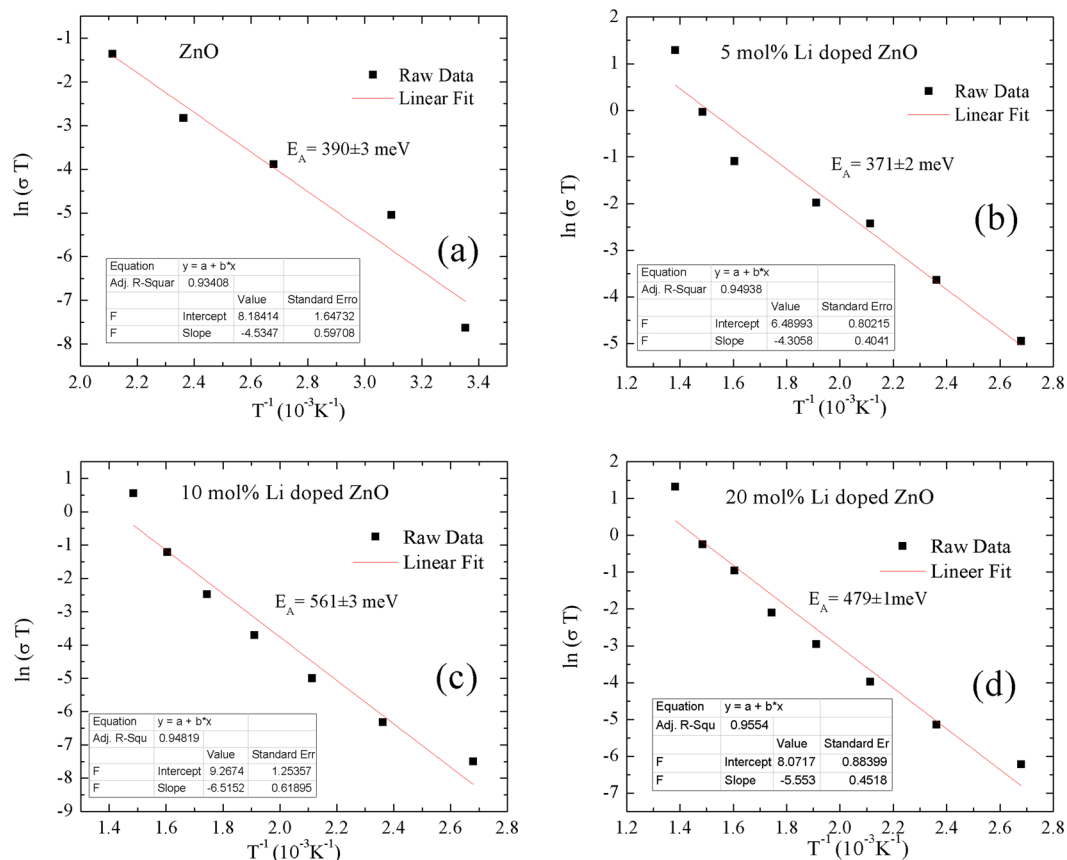 ZnO
Raw Data
Linear Fit
E_A= 390±3 meV
(a)
Equation y = a + b*x
Adj. R-Squar 0.93408
Value Standard Erro
F Intercept 8.18414 1.64732
F Slope -4.5347 0.59708
ln (σ T)
-1
-2
-3
-4
-5
-6
-7
-8
2.0 2.2 2.4 2.6 2.8 3.0 3.2 3.4
T⁻¹ (10⁻³K⁻¹)
5 mol% Li doped ZnO
Raw Data
Linear Fit
E_A= 371±2 meV
(b)
Equation y = a + b*x
Adj. R-Squar 0.94938
Value Standard Erro
F Intercept 6.48993 0.80215
F Slope -4.3058 0.4041
ln (σ T)
2
1
0
-1
-2
-3
-4
-5
1.2 1.4 1.6 1.8 2.0 2.2 2.4 2.6 2.8
T⁻¹ (10⁻³K⁻¹)
10 mol% Li doped ZnO
Raw Data
Linear Fit
E_A= 561±3 meV
(c)
Equation y = a + b*x
Adj. R-Squ 0.94819
Value Standard Err
F Intercept 9.2674 1.25357
F Slope -6.5152 0.61895
ln (σ T)
1
0
-1
-2
-3
-4
-5
-6
-7
-8
-9
1.4 1.6 1.8 2.0 2.2 2.4 2.6 2.8
T⁻¹ (10⁻³K⁻¹)
20 mol% Li doped ZnO
Raw Data
Lineer Fit
E_A= 479±1meV
(d)
Equation y = a + b*x
Adj. R-Squ 0.9554
Value Standard Er
F Intercept 8.0717 0.88399
F Slope -5.553 0.4518
ln (σ T)
2
1
0
-1
-2
-3
-4
-5
-6
-7
1.2 1.4 1.6 1.8 2.0 2.2 2.4 2.6 2.8
T⁻¹ (10⁻³K⁻¹)